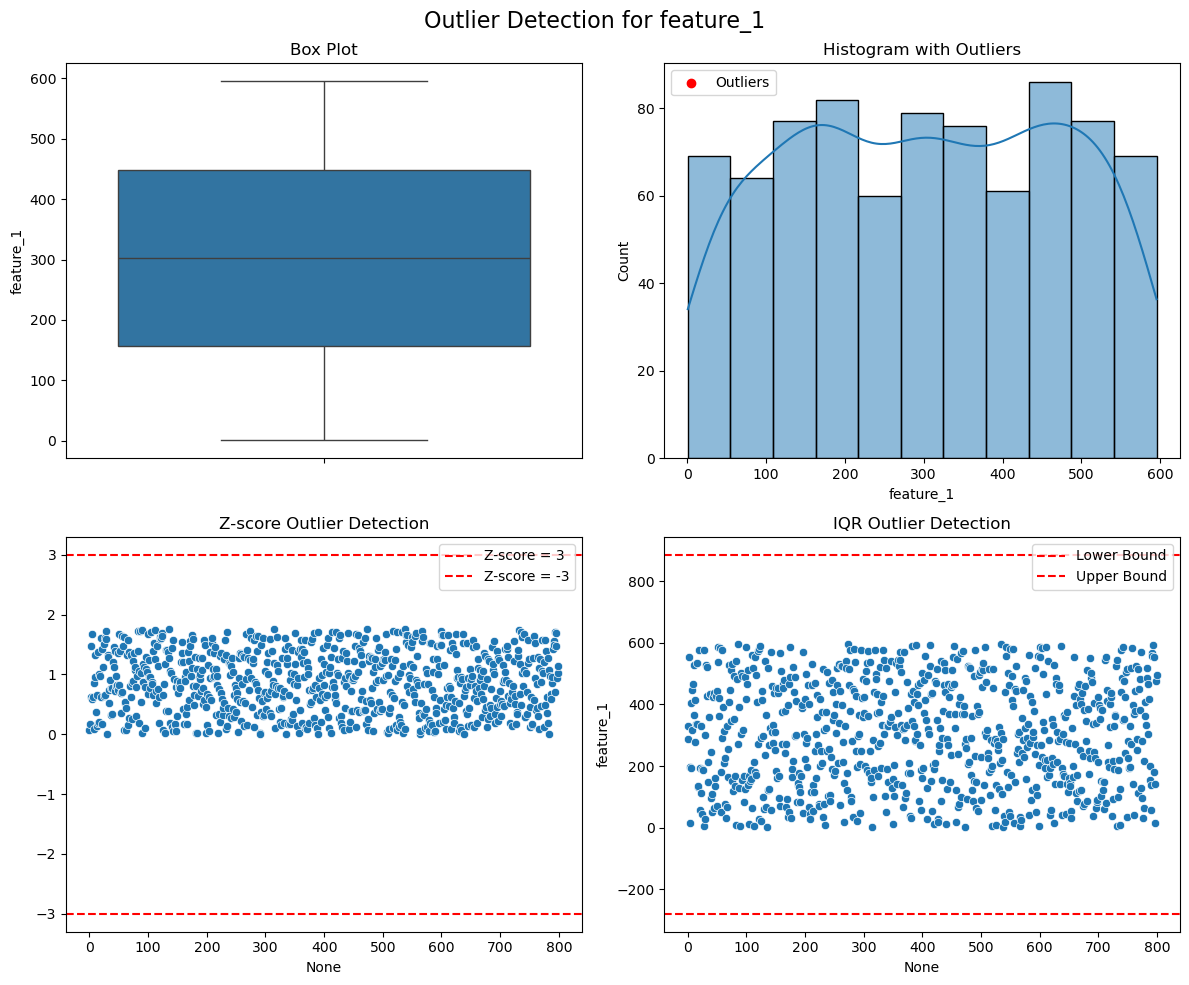 Outlier Detection for feature_1
Box Plot
600
500
400
300
200
100
0
feature_1
Histogram with Outliers
Outliers
80
60
40
20
0
Count
0 100 200 300 400 500 600
feature_1
Z-score Outlier Detection
Z-score = 3
Z-score = -3
3
2
1
0
−1
−2
−3
0 100 200 300 400 500 600 700 800
None
IQR Outlier Detection
Lower Bound
Upper Bound
800
600
400
200
0
−200
feature_1
0 100 200 300 400 500 600 700 800
None